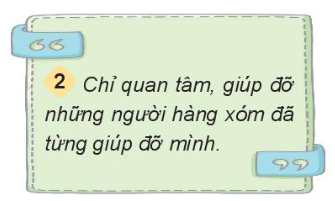 2 Chỉ quan tâm, giúp đỡ
những người hàng xóm đã
từng giúp đỡ mình.